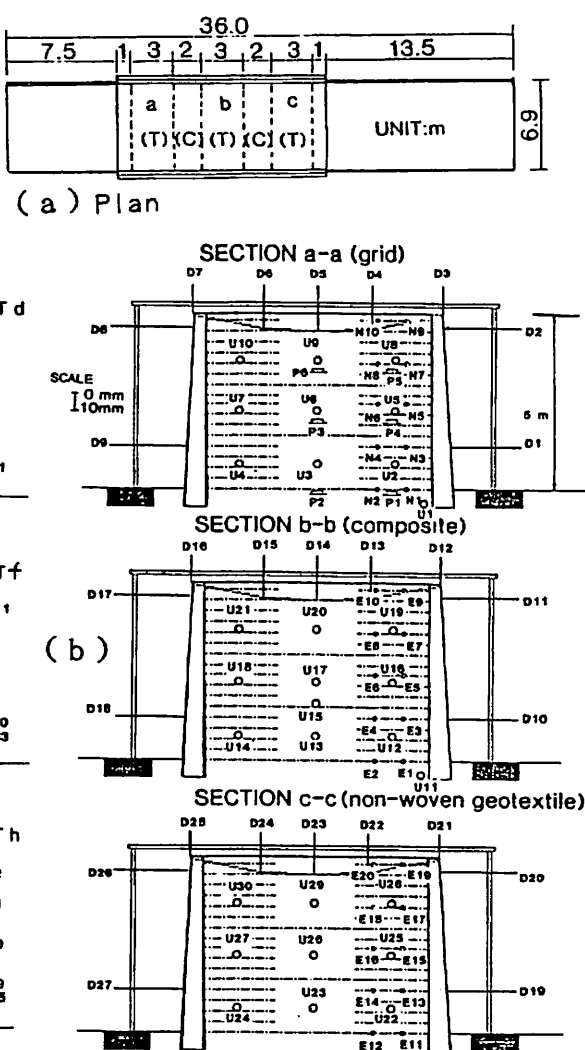 36.0
7.5 1 3 2 3 2 3 1 13.5
a b c
(T) (C) (T) (C) (T) UNIT:m 6.9
(a) Plan
SECTION a-a (grid)
D7 D6 D5 D4 D3
T d
D8 N10 N9 D2
U10 U9 U8
P6 N8 P5 N7
SCALE
0 mm
10mm
U7 U6 U5
P3 N6 P4 N5
5 m
D9 N4 N3 D1
U4 U3 U2
1
P2 N2 P1 N1
U1
SECTION b-b (composite)
D16 D15 D14 D13 D12
Tf
D17 E10 E9 D11
1
U21 U20 U19
(b)
E8 E7
U18 U17 U16
E6 E5
D18 U15 E4 E3 D10
0
3
U14 U13 U12
E2 E1
U11
SECTION c-c (non-woven geotextile)
D25 D24 D23 D22 D21
Th
D26 E20 E19 D20
U30 U29 U28
E18 E17
U27 U26 U25
E16 E15
D27 U23 E14 E13 D19
U24 U22
E12 E11